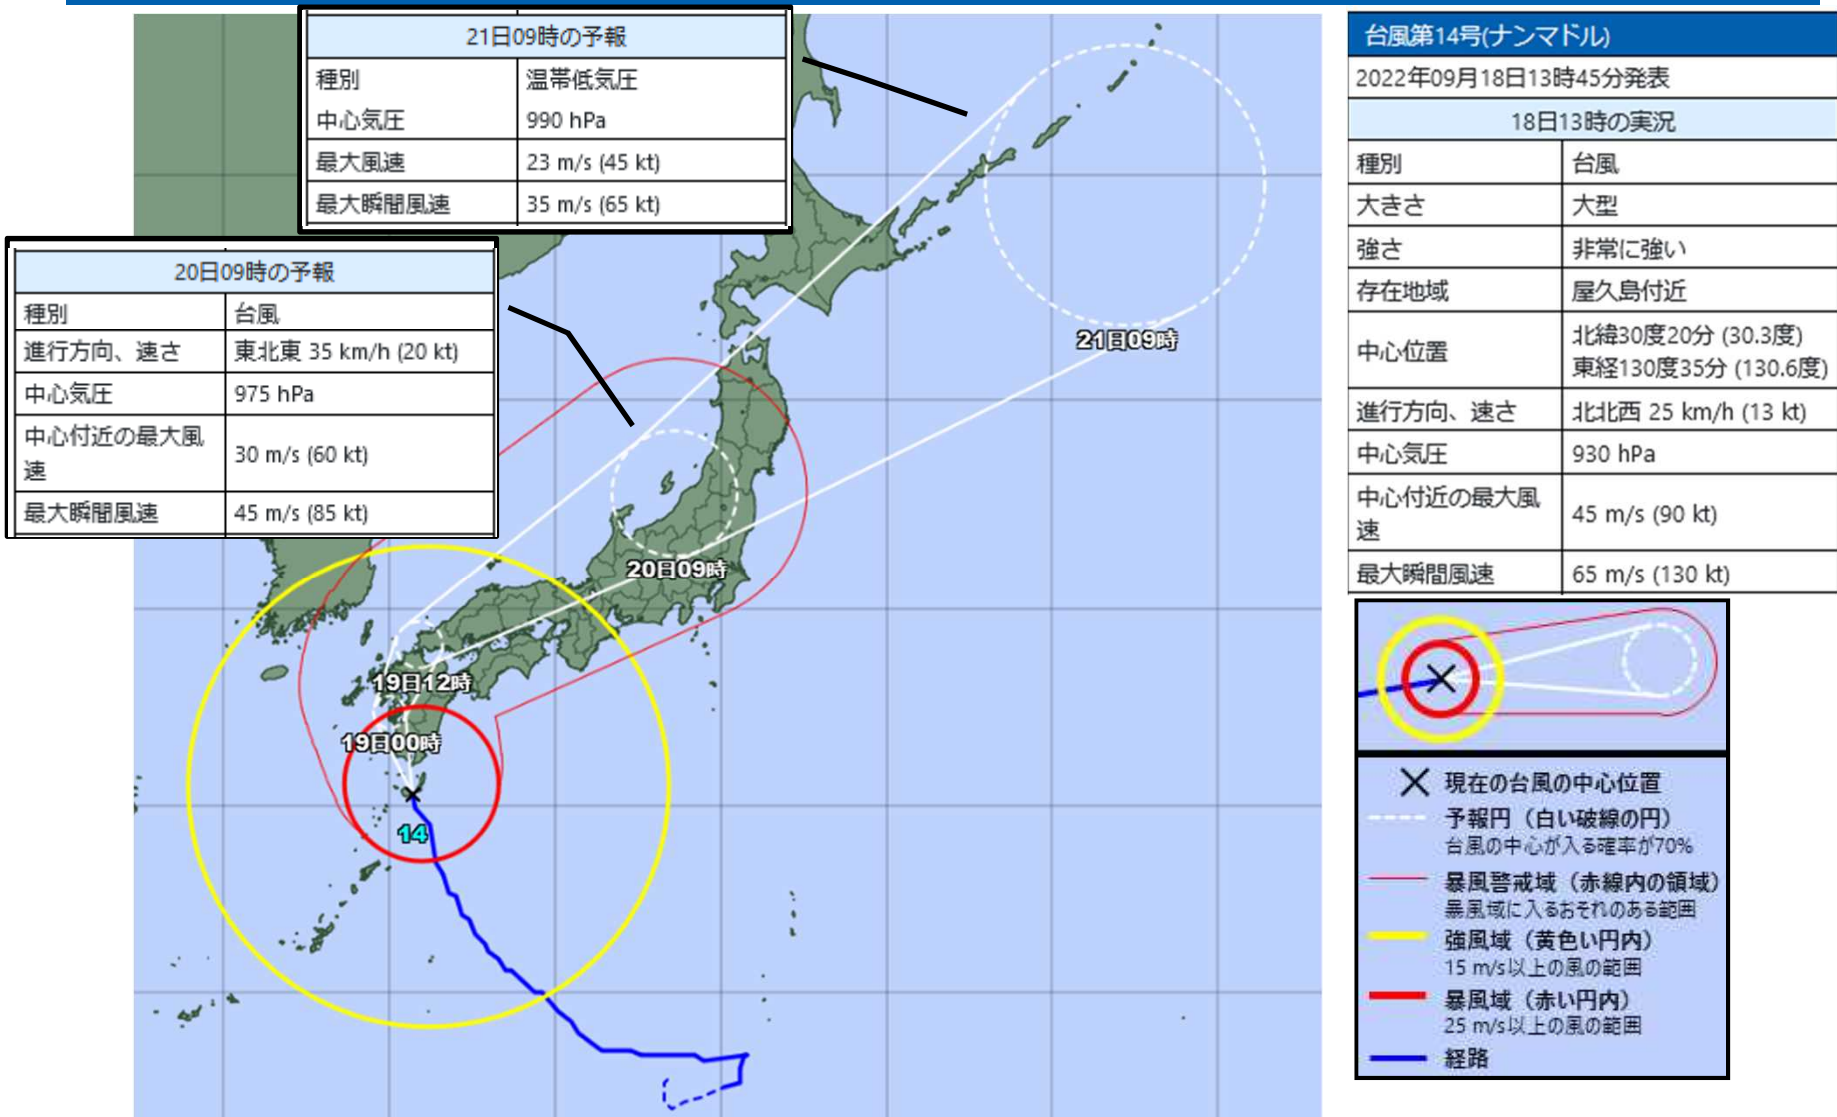 21日09時の予報
種別 温帯低気圧
中心気圧 990 hPa
最大風速 23 m/s (45 kt)
最大瞬間風速 35 m/s (65 kt)
20日09時の予報
種別 台風
進行方向、速さ 東北東 35 km/h (20 kt)
中心気圧 975 hPa
中心付近の最大風
速 30 m/s (60 kt)
最大瞬間風速 45 m/s (85 kt)
21日09時
20日09時
19日12時
19日00時
14
台風第14号(ナンマドル)
2022年09月18日13時45分発表
18日13時の実況
種別 台風
大きさ 大型
強さ 非常に強い
存在地域 屋久島付近
中心位置 北緯30度20分 (30.3度)
東経130度35分 (130.6度)
進行方向、速さ 北北西 25 km/h (13 kt)
中心気圧 930 hPa
中心付近の最大風
速 45 m/s (90 kt)
最大瞬間風速 65 m/s (130 kt)
現在の台風の中心位置
予報円（白い破線の円）
台風の中心が入る確率が70%
暴風警戒域（赤線内の領域）
暴風域に入るおそれのある範囲
強風域（黄色い円内）
15 m/s以上の風の範囲
暴風域（赤い円内）
25 m/s以上の風の範囲
経路